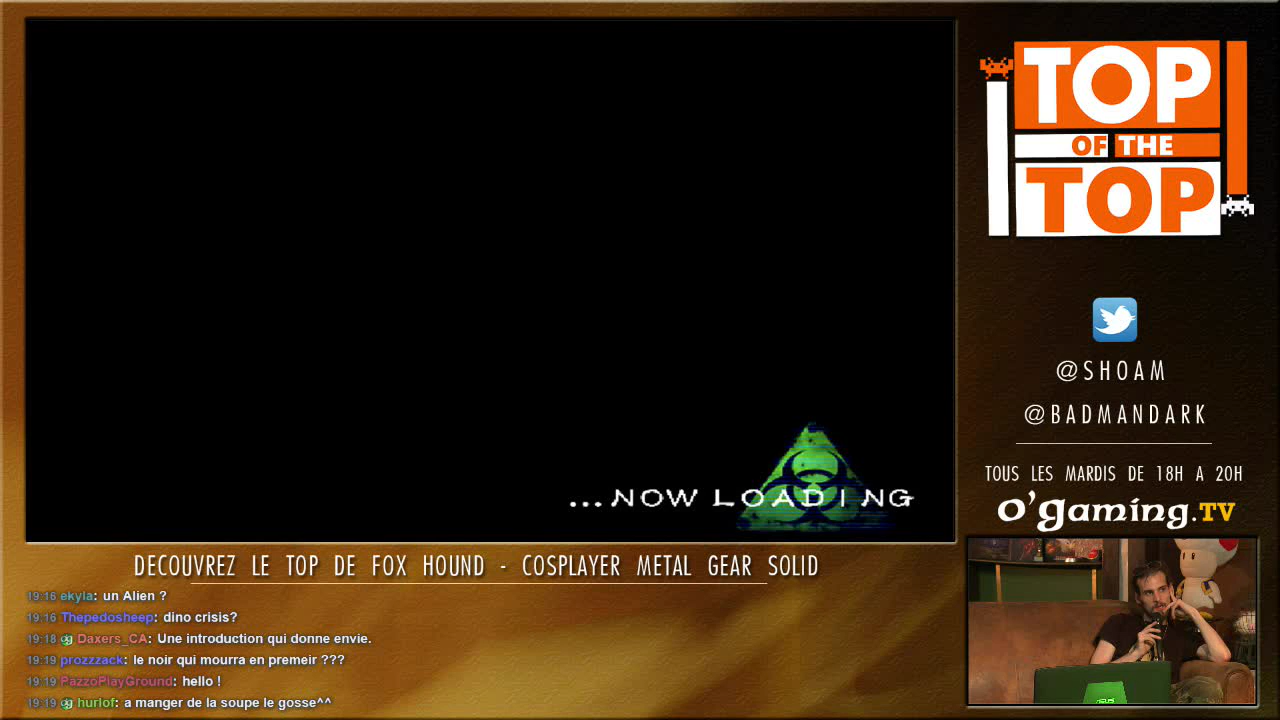 TOP
OF THE
TOP
@SHOAM
@BADMANDARK
TOUS LES MARDIS DE 18H A 20H
O'gaming.TV
...NOW LOADING
DECOUVREZ LE TOP DE FOX HOUND - COSPLAYER METAL GEAR SOLID
19:16 ekyla: un Alien ?
19:16 Thepedosheep: dino crisis?
19:18 Daxers_CA: Une introduction qui donne envie.
19:19 prozzzack: le noir qui mourra en premeir ???
19:19 PazzoPlayGround: hello !
19:19 hurlof: a manger de la soupe le gosse^^